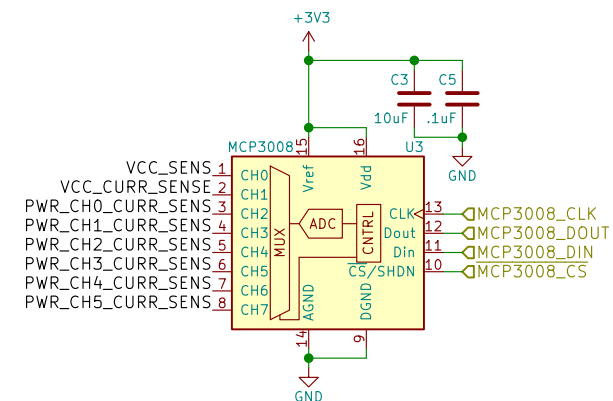 +3V3
C3
C5
10uF
.1uF
GND
MCP3008
U3
15
16
Vref
Vdd
VCC_SENS 1 CH0
VCC_CURR_SENSE 2 CH1
PWR_CH0_CURR_SENS 3 CH2
PWR_CH1_CURR_SENS 4 CH3
PWR_CH2_CURR_SENS 5 CH4
PWR_CH3_CURR_SENS 6 CH5
PWR_CH4_CURR_SENS 7 CH6
PWR_CH5_CURR_SENS 8 CH7
MUX
ADC
CNTRL
CLK 13 MCP3008_CLK
Dout 12 MCP3008_DOUT
Din 11 MCP3008_DIN
CS/SHDN 10 MCP3008_CS
AGND
DGND
14
9
GND